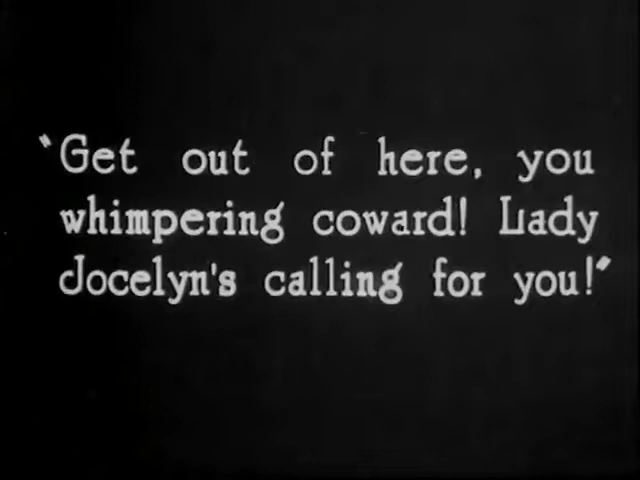 "Get out of here, you
whimpering coward! Lady
Jocelyn's calling for you!"